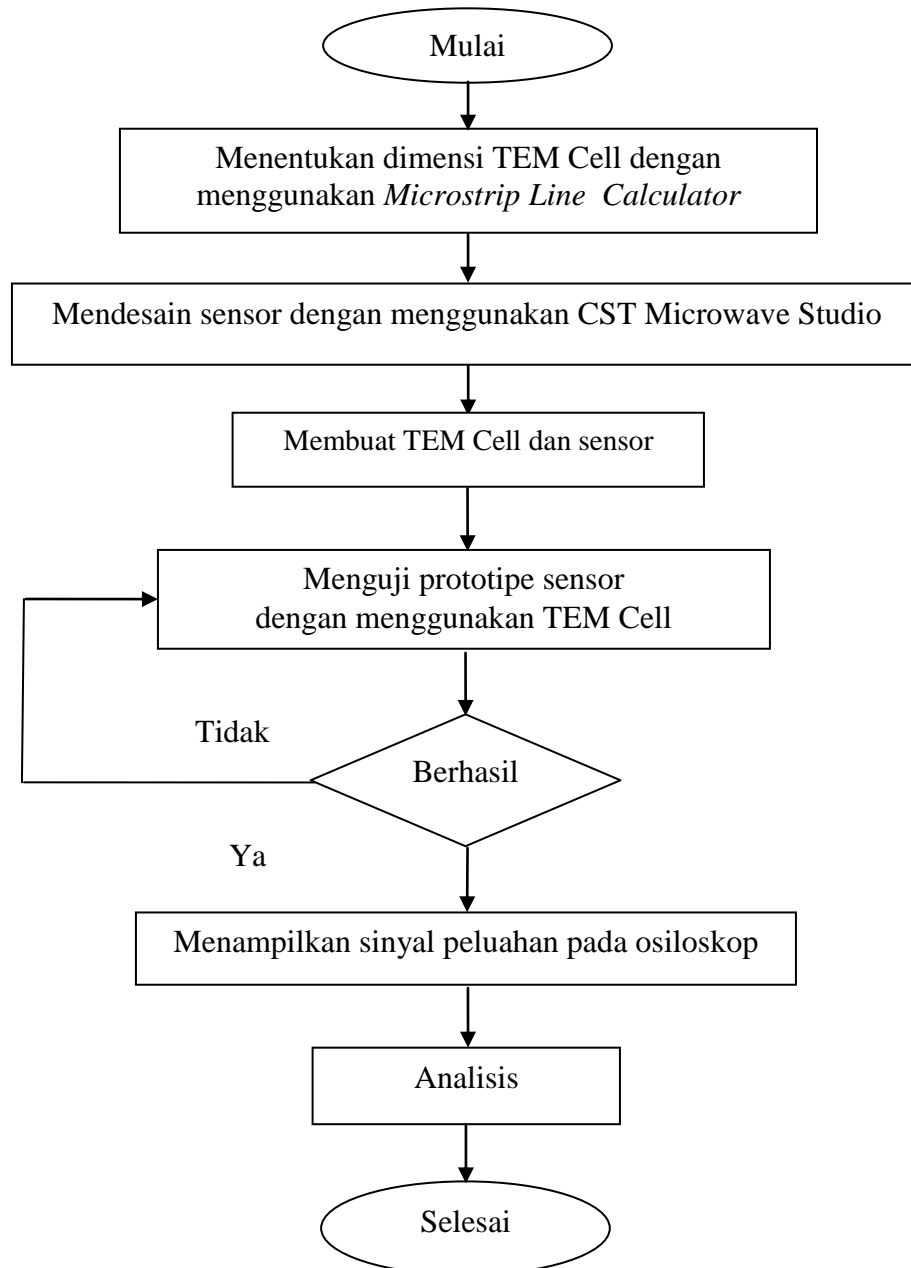 Mulai
Menentukan dimensi TEM Cell dengan
menggunakan Microstrip Line Calculator
Mendesain sensor dengan menggunakan CST Microwave Studio
Membuat TEM Cell dan sensor
Menguji prototipe sensor
dengan menggunakan TEM Cell
Tidak
Berhasil
Ya
Menampilkan sinyal peluahan pada osiloskop
Analisis
Selesai